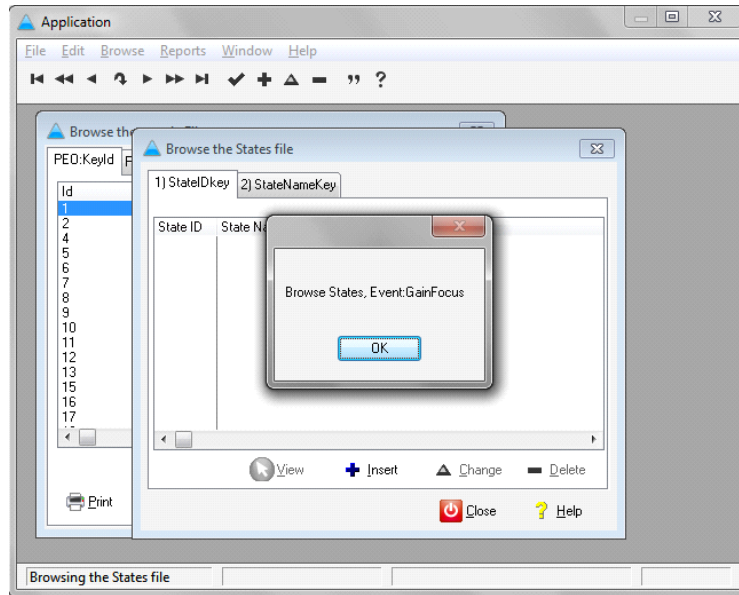 Application
File Edit Browse Reports Window Help
Browse the
PEO:KeyId
Id
1
2
4
5
6
7
8
9
10
11
12
13
15
16
17
Print
Browse the States file
1) StateIDkey 2) StateNameKey
State ID State Na
Browse States, Event:GainFocus
OK
View Insert Change Delete
Close Help
Browsing the States file